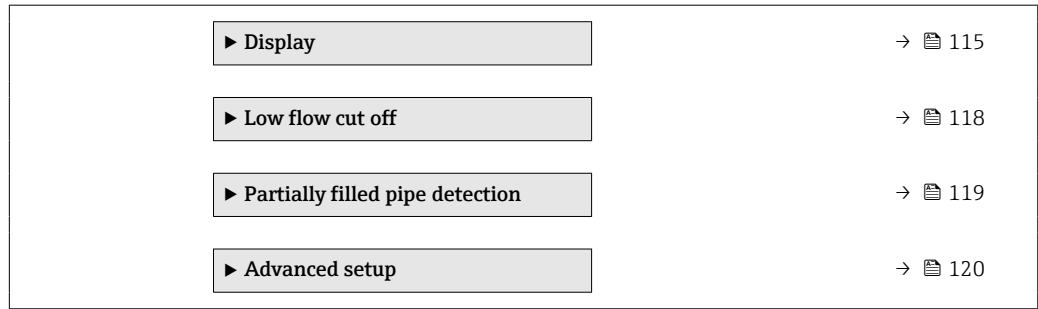 ▶ Display → 115
▶ Low flow cut off → 118
▶ Partially filled pipe detection → 119
▶ Advanced setup → 120